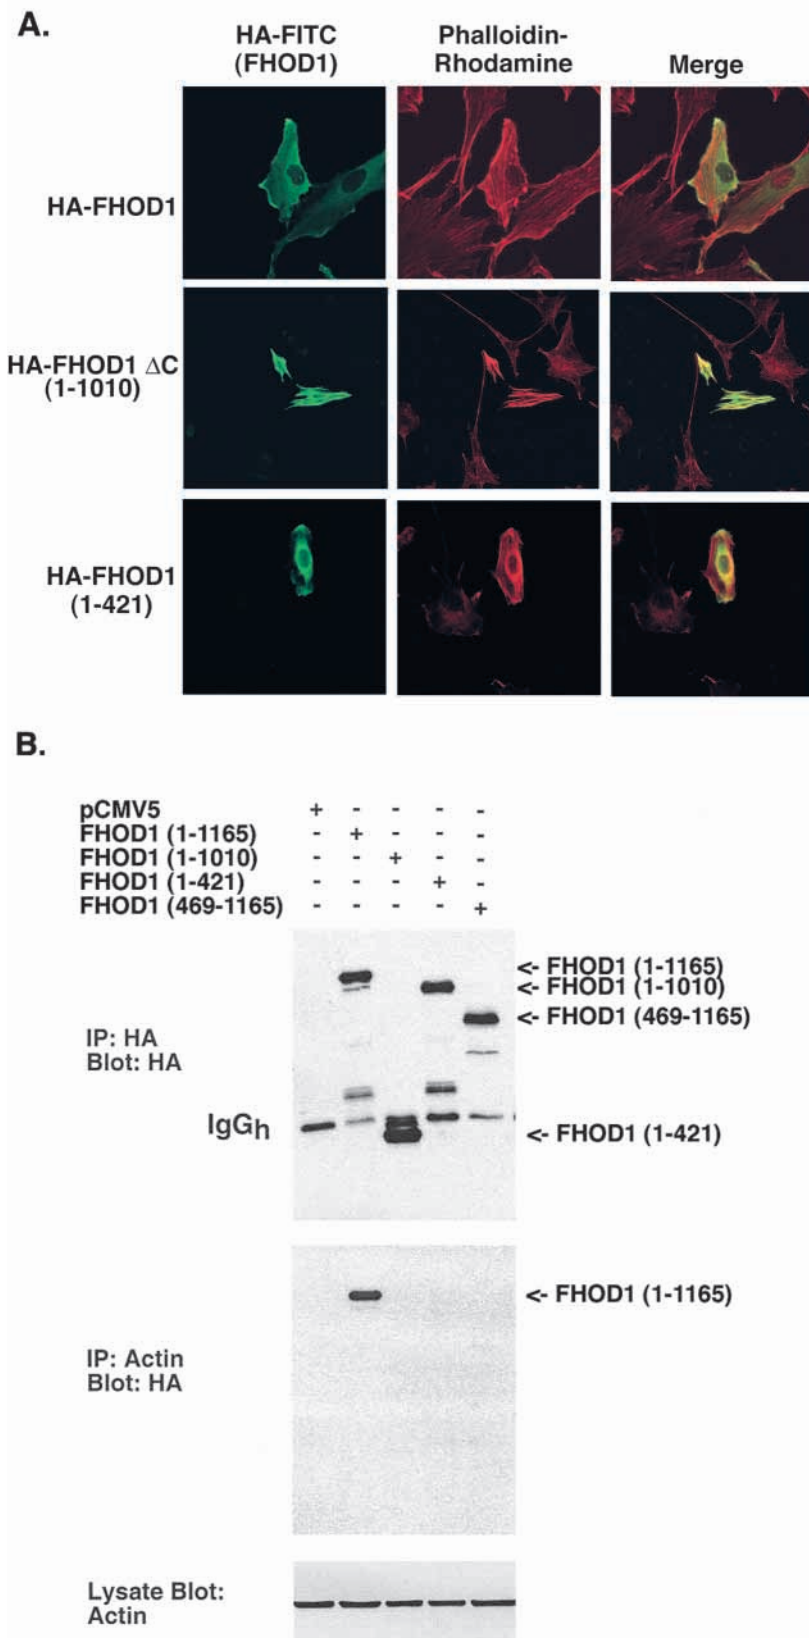 A.
HA-FITC
(FHOD1)
Phalloidin-
Rhodamine
Merge
HA-FHOD1
HA-FHOD1 ΔC
(1-1010)
HA-FHOD1
(1-421)
B.
pCMV5 + - - - -
FHOD1 (1-1165) - + - - -
FHOD1 (1-1010) - - + - -
FHOD1 (1-421) - - - + -
FHOD1 (469-1165) - - - - +
<- FHOD1 (1-1165)
<- FHOD1 (1-1010)
<- FHOD1 (469-1165)
IP: HA
Blot: HA
IgGh
<- FHOD1 (1-421)
<- FHOD1 (1-1165)
IP: Actin
Blot: HA
Lysate Blot:
Actin